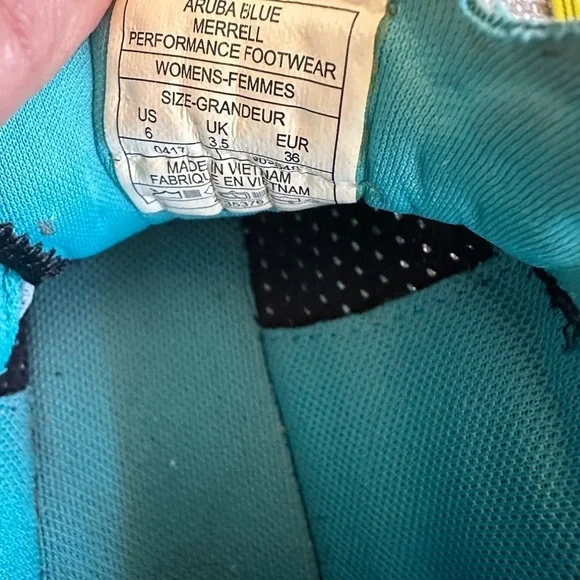 ARUBA BLUE
MERRELL
PERFORMANCE FOOTWEAR
WOMENS-FEMMES
SIZE-GRANDEUR
US UK EUR
6 3.5 36
0417
MADE IN VIETNAM
FABRIQUE EN VIETNAM